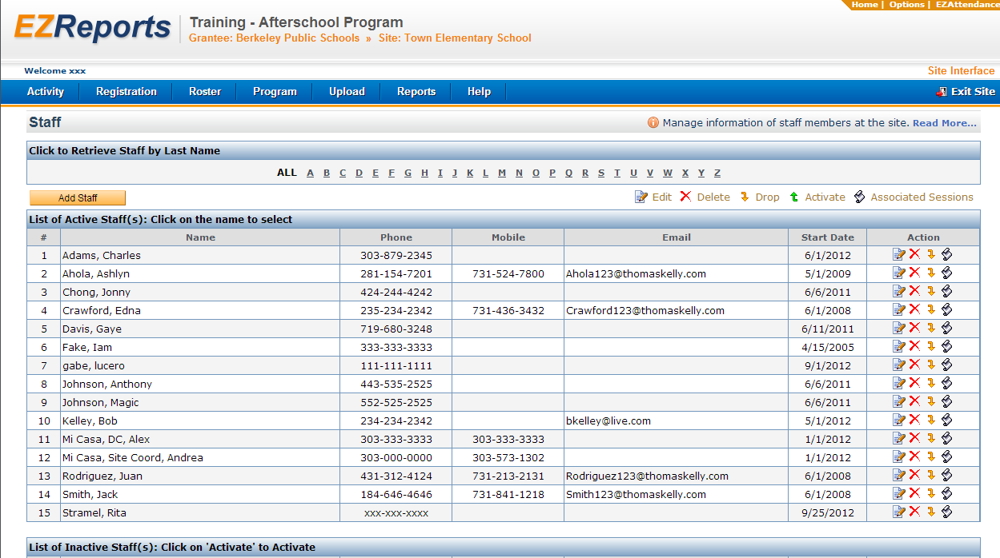 Home | Options | EZAttendance
EZReports
Training - Afterschool Program
Grantee: Berkeley Public Schools » Site: Town Elementary School
Welcome xxx
Site Interface
Activity Registration Roster Program Upload Reports Help Exit Site
Staff
Manage information of staff members at the site. Read More...
Click to Retrieve Staff by Last Name
ALL A B C D E F G H I J K L M N O P Q R S T U V W X Y Z
Add Staff Edit Delete Drop Activate Associated Sessions
List of Active Staff(s): Click on the name to select
# Name Phone Mobile Email Start Date Action
1 Adams, Charles 303-879-2345 6/1/2012
2 Ahola, Ashlyn 281-154-7201 731-524-7800 Ahola123@thomaskelly.com 5/1/2009
3 Chong, Jonny 424-244-4242 6/6/2011
4 Crawford, Edna 235-234-2342 731-436-3432 Crawford123@thomaskelly.com 6/1/2008
5 Davis, Gaye 719-680-3248 6/11/2011
6 Fake, Iam 333-333-3333 4/15/2005
7 gabe, lucero 111-111-1111 9/1/2012
8 Johnson, Anthony 443-535-2525 6/6/2011
9 Johnson, Magic 552-525-2525 6/6/2011
10 Kelley, Bob 234-234-2342 bkelley@live.com 5/1/2012
11 Mi Casa, DC, Alex 303-333-3333 303-333-3333 1/1/2012
12 Mi Casa, Site Coord, Andrea 303-000-0000 303-573-1302 1/1/2012
13 Rodriguez, Juan 431-312-4124 731-213-2131 Rodriguez123@thomaskelly.com 6/1/2008
14 Smith, Jack 184-646-4646 731-841-1218 Smith123@thomaskelly.com 6/1/2008
15 Stramel, Rita xxx-xxx-xxxx 9/25/2012
List of Inactive Staff(s): Click on 'Activate' to Activate